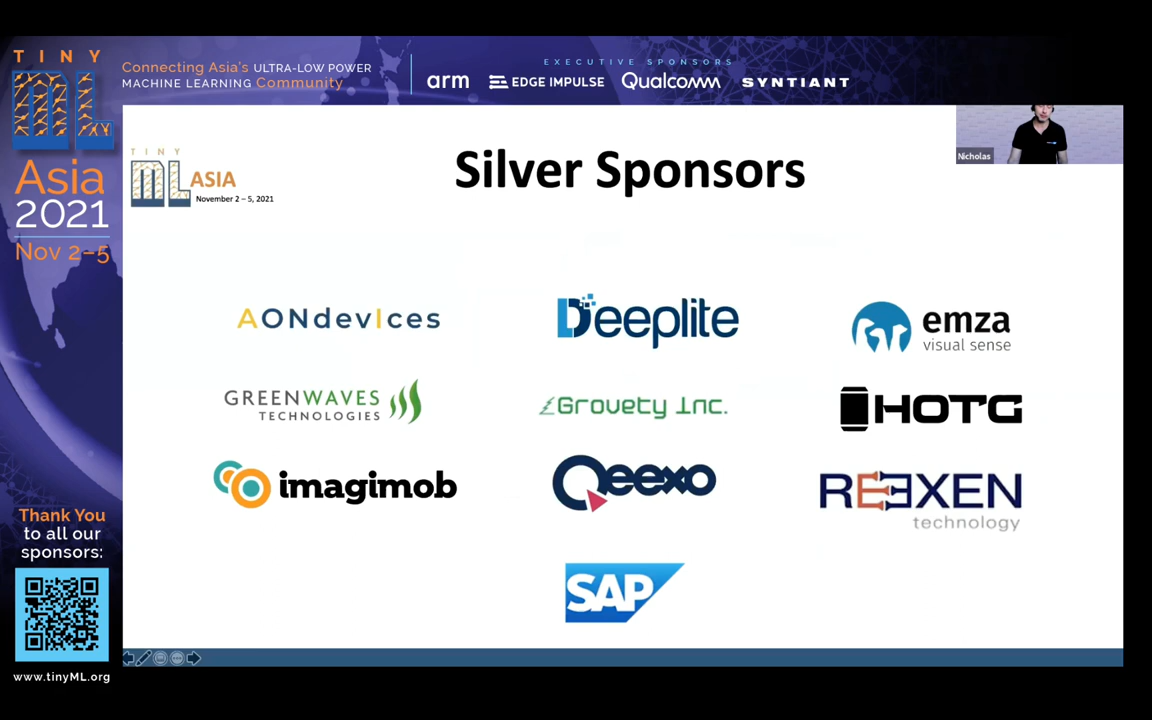 TINY
ML
Asia
2021
Nov 2–5
Connecting Asia's ULTRA-LOW POWER
MACHINE LEARNING Community
EXECUTIVE SPONSORS
arm
EDGE IMPULSE
Qualcomm
SYNTIANT
Nicholas
TINY
ML ASIA
November 2 – 5, 2021
Silver Sponsors
AONdevIces
Deeplite
emza
visual sense
GREENWAVES
TECHNOLOGIES
Grovety Inc.
HOTG
imagimob
Qeexo
REEXEN
technology
SAP
Thank You
to all our
sponsors:
www.tinyML.org